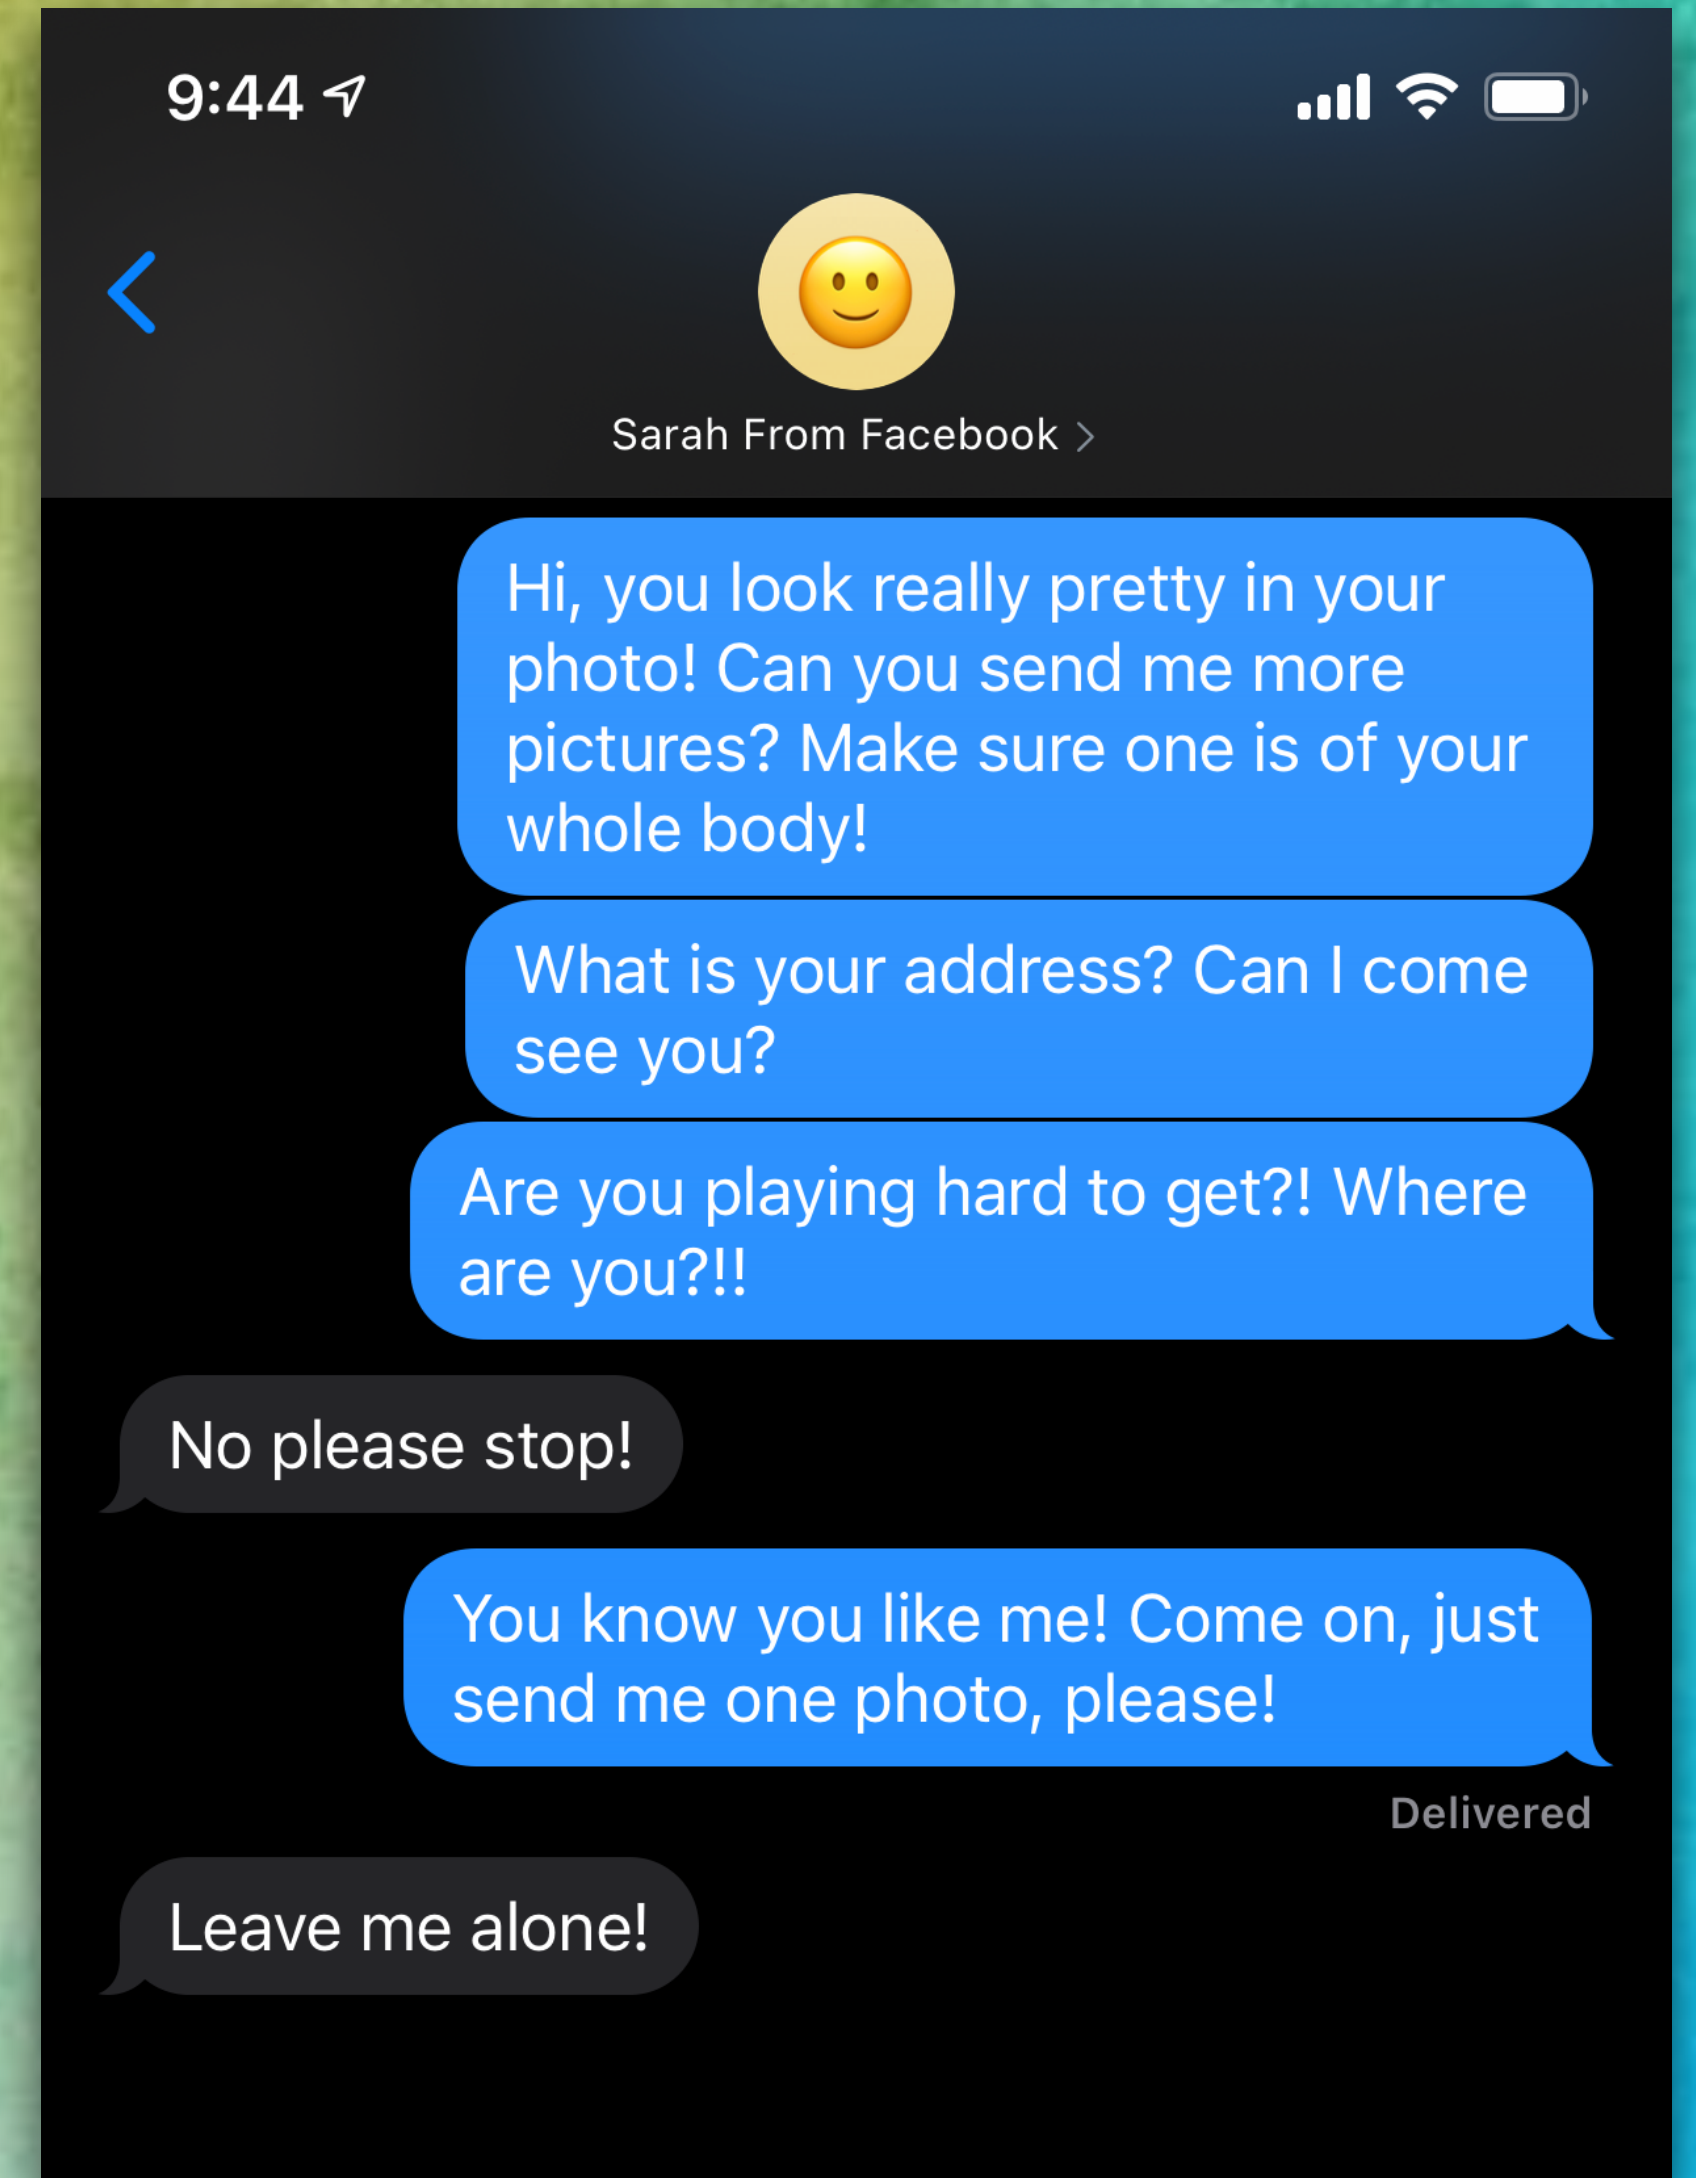 9:44
Sarah From Facebook
Hi, you look really pretty in your
photo! Can you send me more
pictures? Make sure one is of your
whole body!
What is your address? Can I come
see you?
Are you playing hard to get?! Where
are you?!!
No please stop!
You know you like me! Come on, just
send me one photo, please!
Delivered
Leave me alone!